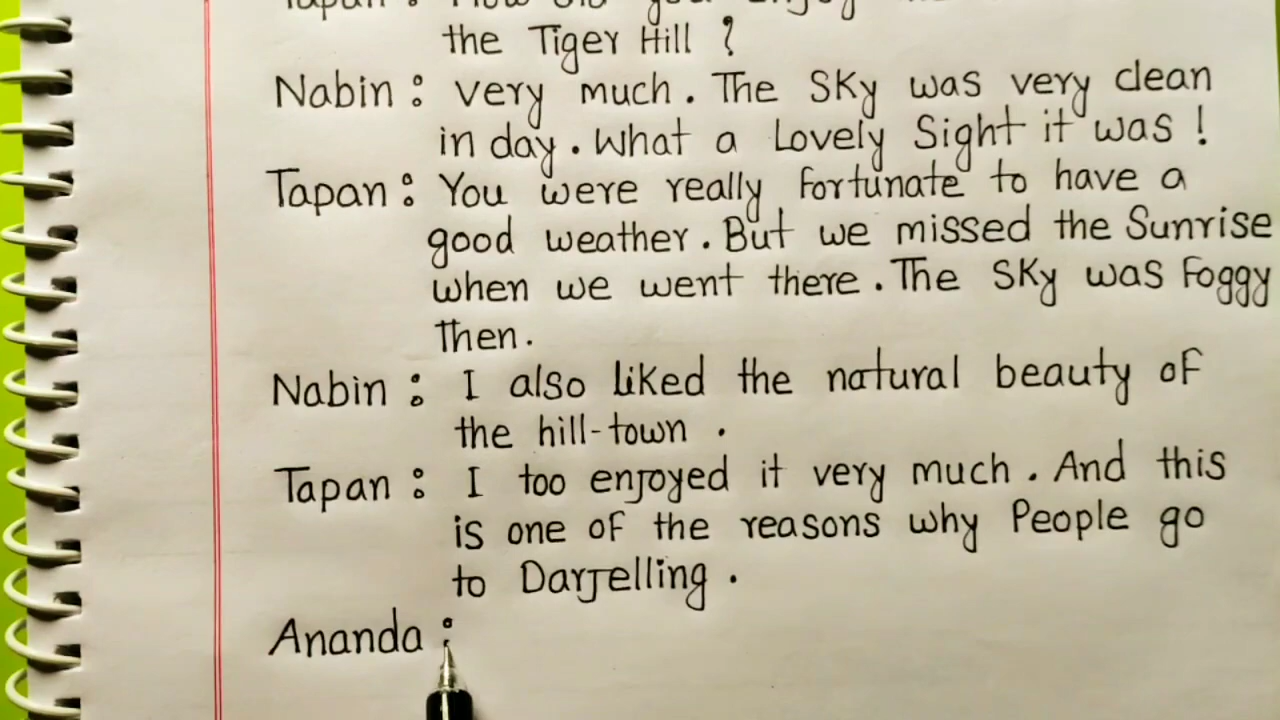 the Tiger Hill ?
Nabin : very much. The Sky was very clean
in day. What a Lovely Sight it was !
Tapan : You were really fortunate to have a
good weather. But we missed the Sunrise
when we went there. The Sky was Foggy
Then.
Nabin : I also liked the natural beauty of
the hill-town .
Tapan : I too enjoyed it very much. And this
is one of the reasons why People go
to Darjelling .
Ananda :